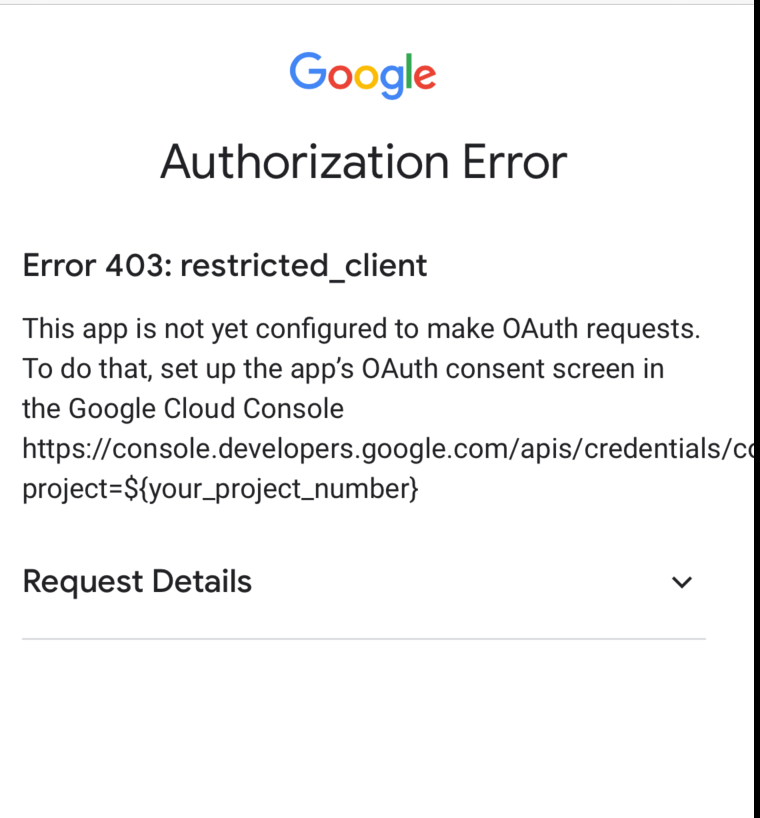 Google
Authorization Error
Error 403: restricted_client
This app is not yet configured to make OAuth requests.
To do that, set up the app’s OAuth consent screen in
the Google Cloud Console
https://console.developers.google.com/apis/credentials/
project=${your_project_number}
Request Details